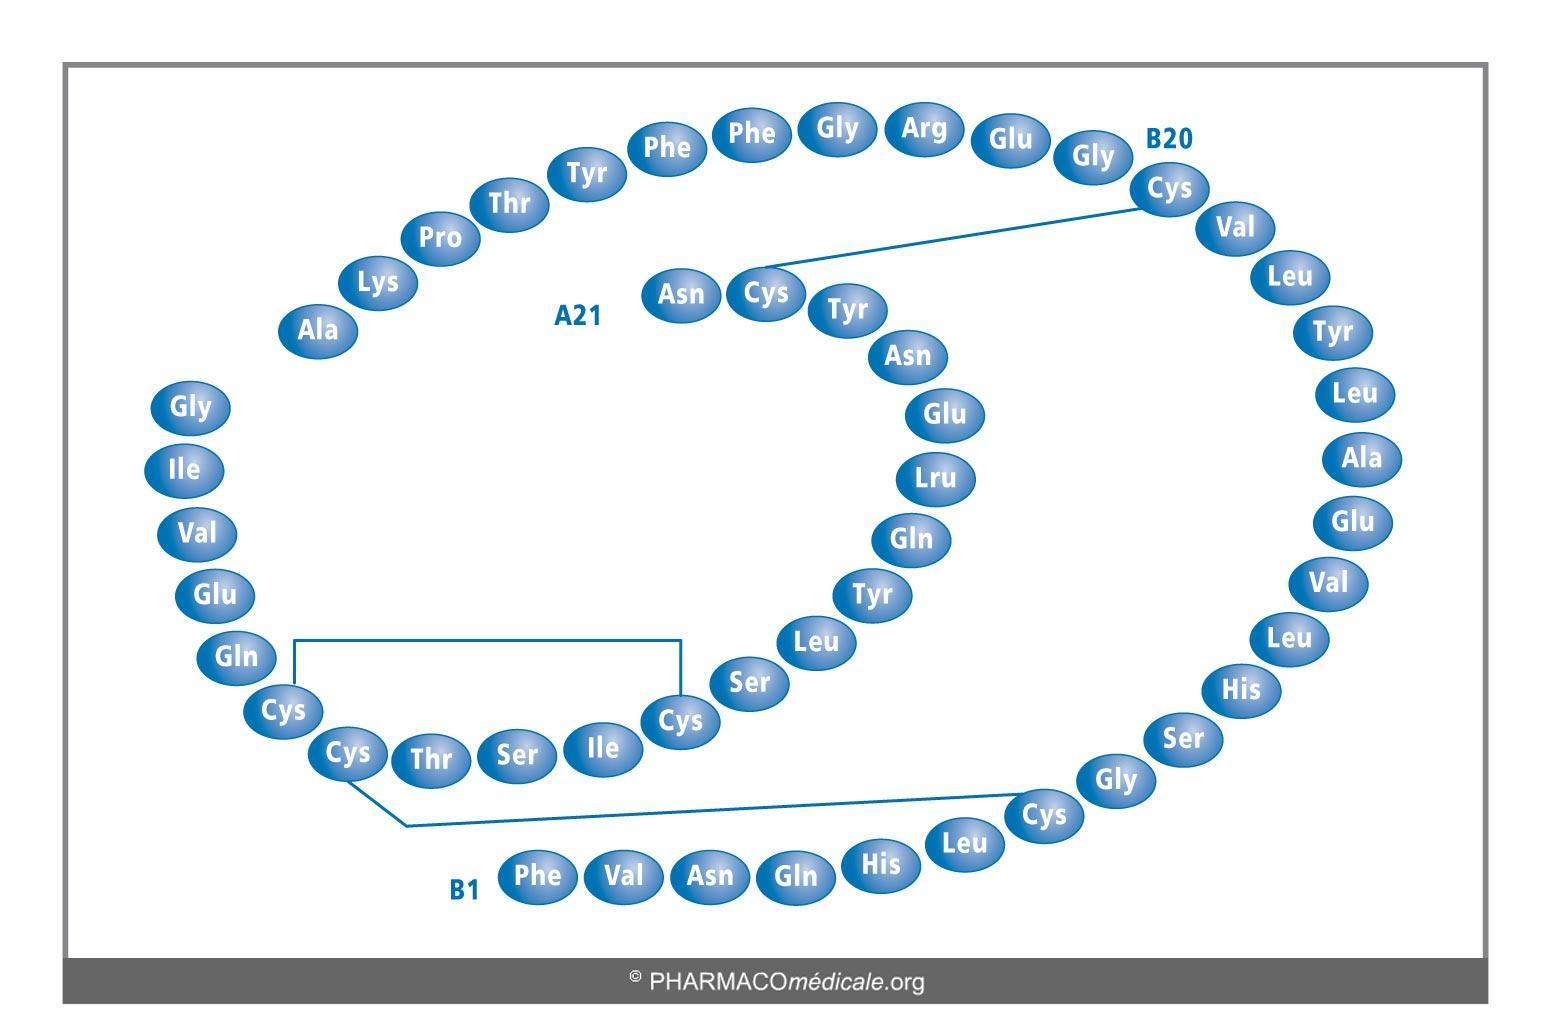 Phe Phe Gly Arg Glu Gly B20
Ala Lys Pro Thr Tyr
Cys Val Leu Tyr Leu Ala Glu Val Leu His Ser Gly Cys Leu His Gln Asn Val Phe B1
A21 Asn Cys Tyr Asn Glu Lru Gln Tyr Leu Ser Cys Ile Ser Thr Cys Cys Gln Glu Val Ile Gly
© PHARMACOmédicale.org